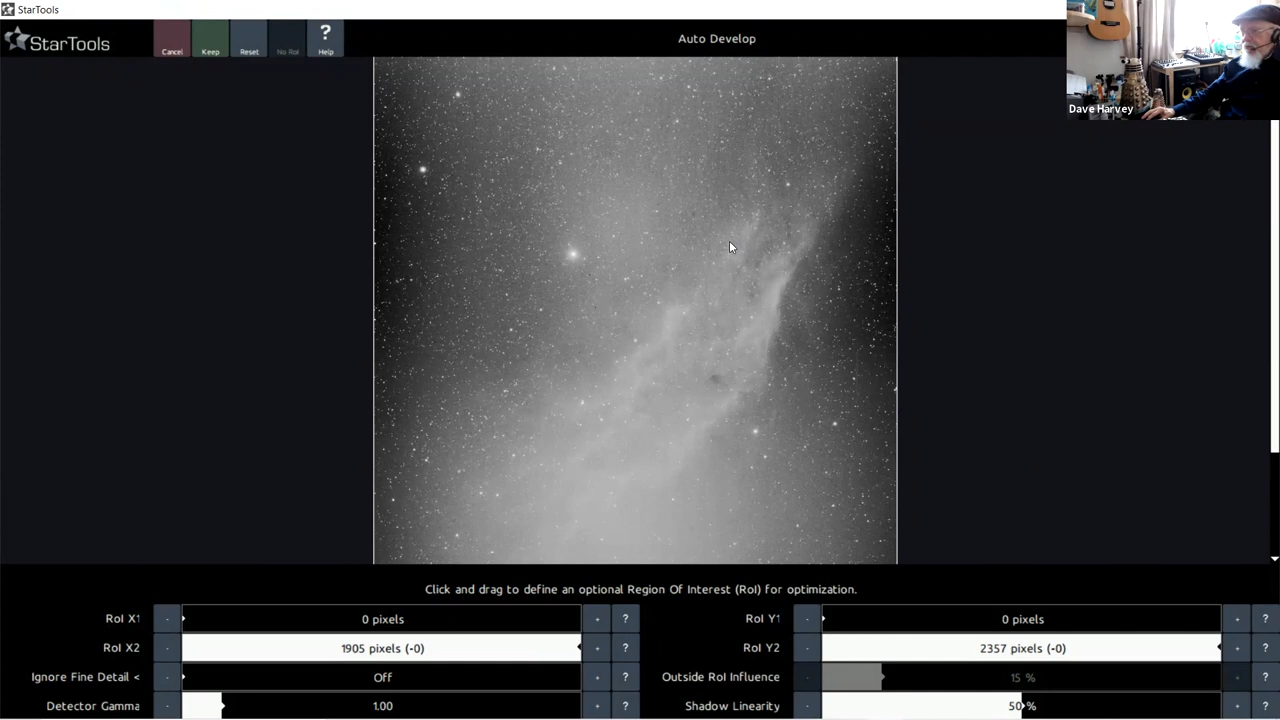 StarTools
StarTools
Cancel
Keep
Reset
No RoI
?
Help
Auto Develop
Dave Harvey
Click and drag to define an optional Region Of Interest (RoI) for optimization.
RoI X1
-
0 pixels
+
?
RoI Y1
-
0 pixels
+
?
RoI X2
-
1905 pixels (-0)
+
?
RoI Y2
-
2357 pixels (-0)
+
?
Ignore Fine Detail <
-
Off
+
?
Outside RoI Influence
-
15 %
+
?
Detector Gamma
-
1.00
+
?
Shadow Linearity
-
50 %
+
?